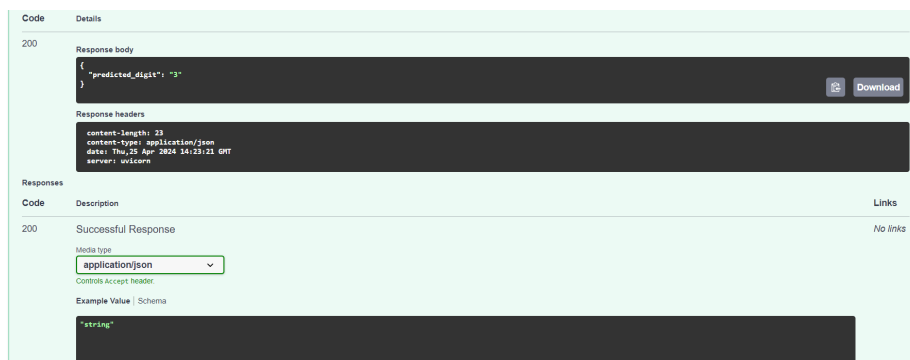 Code Details
200
Response body
{
"predicted_digit": "3"
}
Download
Response headers
content-length: 23
content-type: application/json
date: Thu,25 Apr 2024 14:23:21 GMT
server: uvicorn
Responses
Code Description Links
200 Successful Response No links
Media type
application/json
Controls Accept header.
Example Value | Schema
"string"